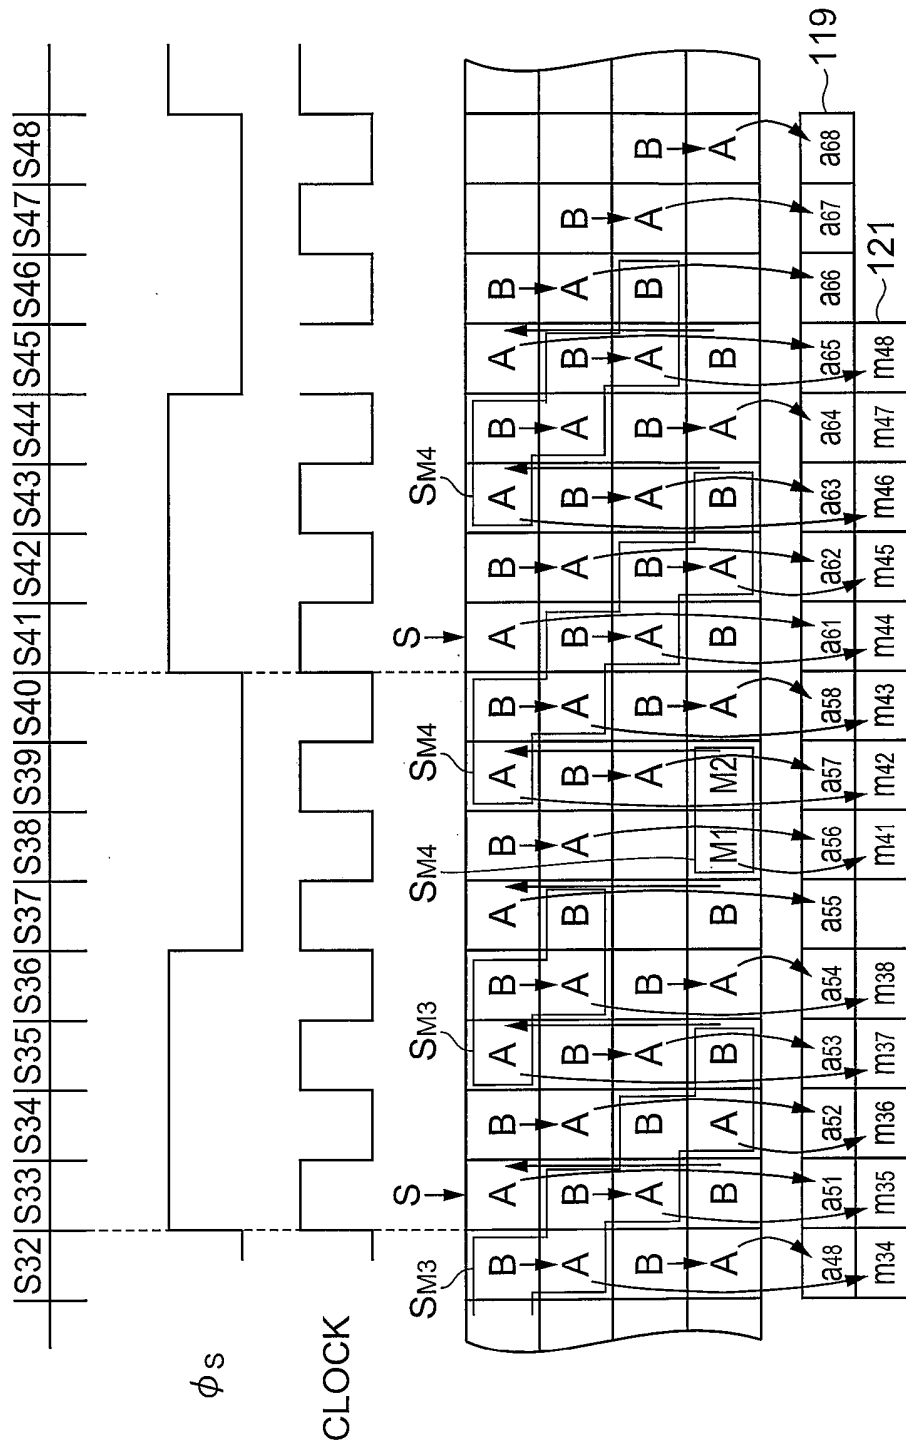 S32 S33 S34 S35 S36 S37 S38 S39 S40 S41 S42 S43 S44 S45 S46 S47 S48
φS
CLOCK
SM3 S SM3 SM4 SM4 S SM4
B A B A B A B A B A B A B A B
A B A B A B A B A B A B A B A B
B A B A B A B A B A B A B A B
A B A B A B M1 M2 A B A B A B A
a48 a51 a52 a53 a54 a55 a56 a57 a58 a61 a62 a63 a64 a65 a66 a67 a68 119
m34 m35 m36 m37 m38 m41 m42 m43 m44 m45 m46 m47 m48 121